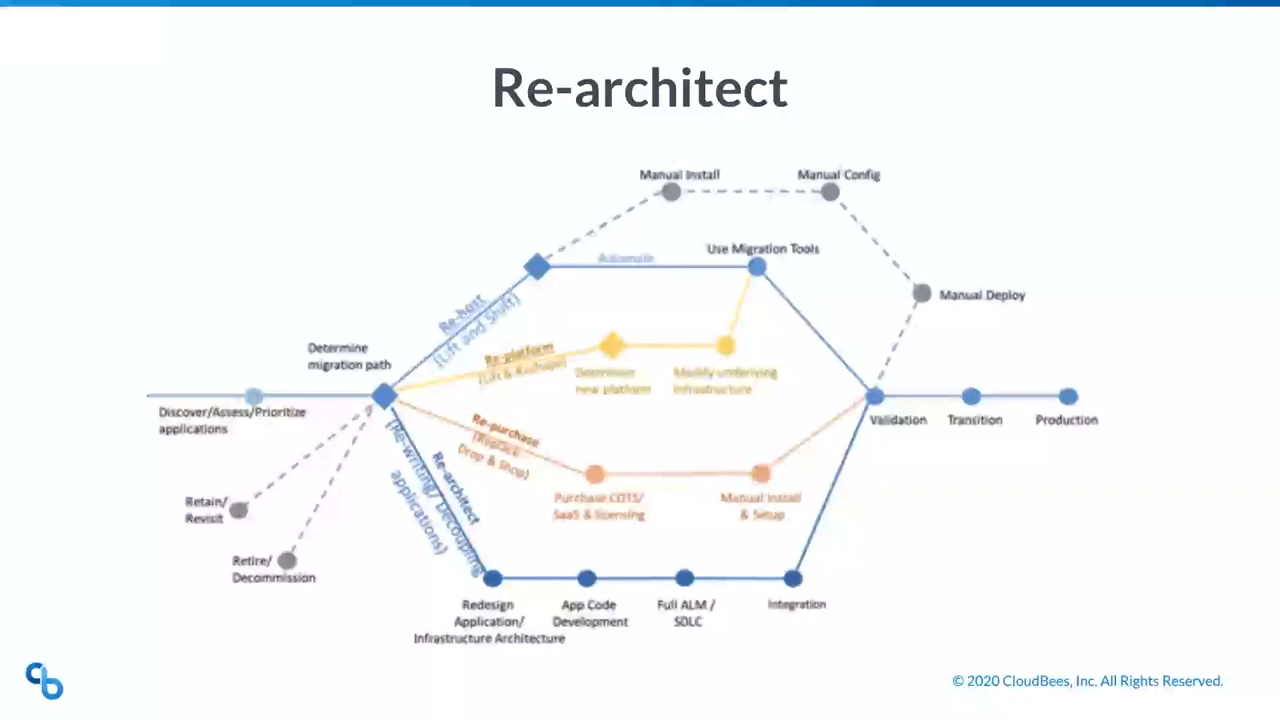 Re-architect
Manual Install
Manual Config
Use Migration Tools
Automate
Manual Deploy
Re-host
(Lift and Shift)
Determine
migration path
Re-platform
(Lift & Reshape)
Determine
new platform
Modify underlying
infrastructure
Discover/Assess/Prioritize
applications
Validation
Transition
Production
Re-purchase
(Replace -
Drop & Shop)
Purchase COTS/
SaaS & licensing
Manual Install
& Setup
Re-architect
(Re-writing/ Decoupling
applications)
Retain/
Revisit
Retire/
Decommission
Redesign
Application/
Infrastructure Architecture
App Code
Development
Full ALM /
SDLC
Integration
© 2020 CloudBees, Inc. All Rights Reserved.